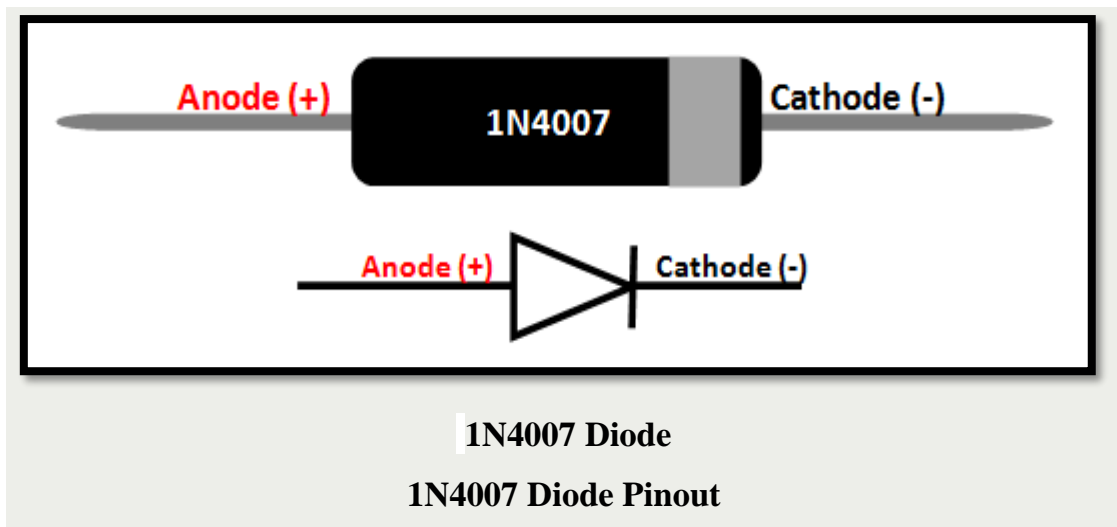 Anode (+) 1N4007 Cathode (-)
Anode (+) Cathode (-)
1N4007 Diode
1N4007 Diode Pinout